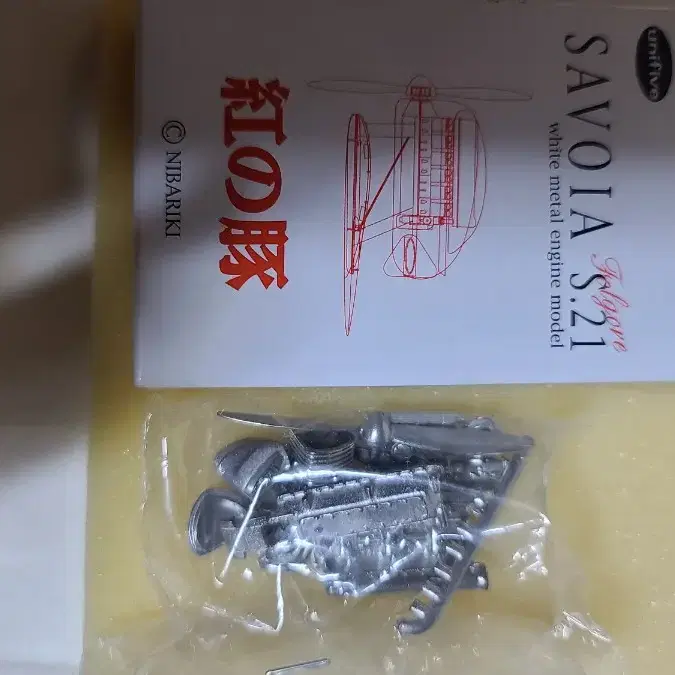 unifive
SAVOIA S.21
Folgore
white metal engine model
紅の豚
© NIBARIKI